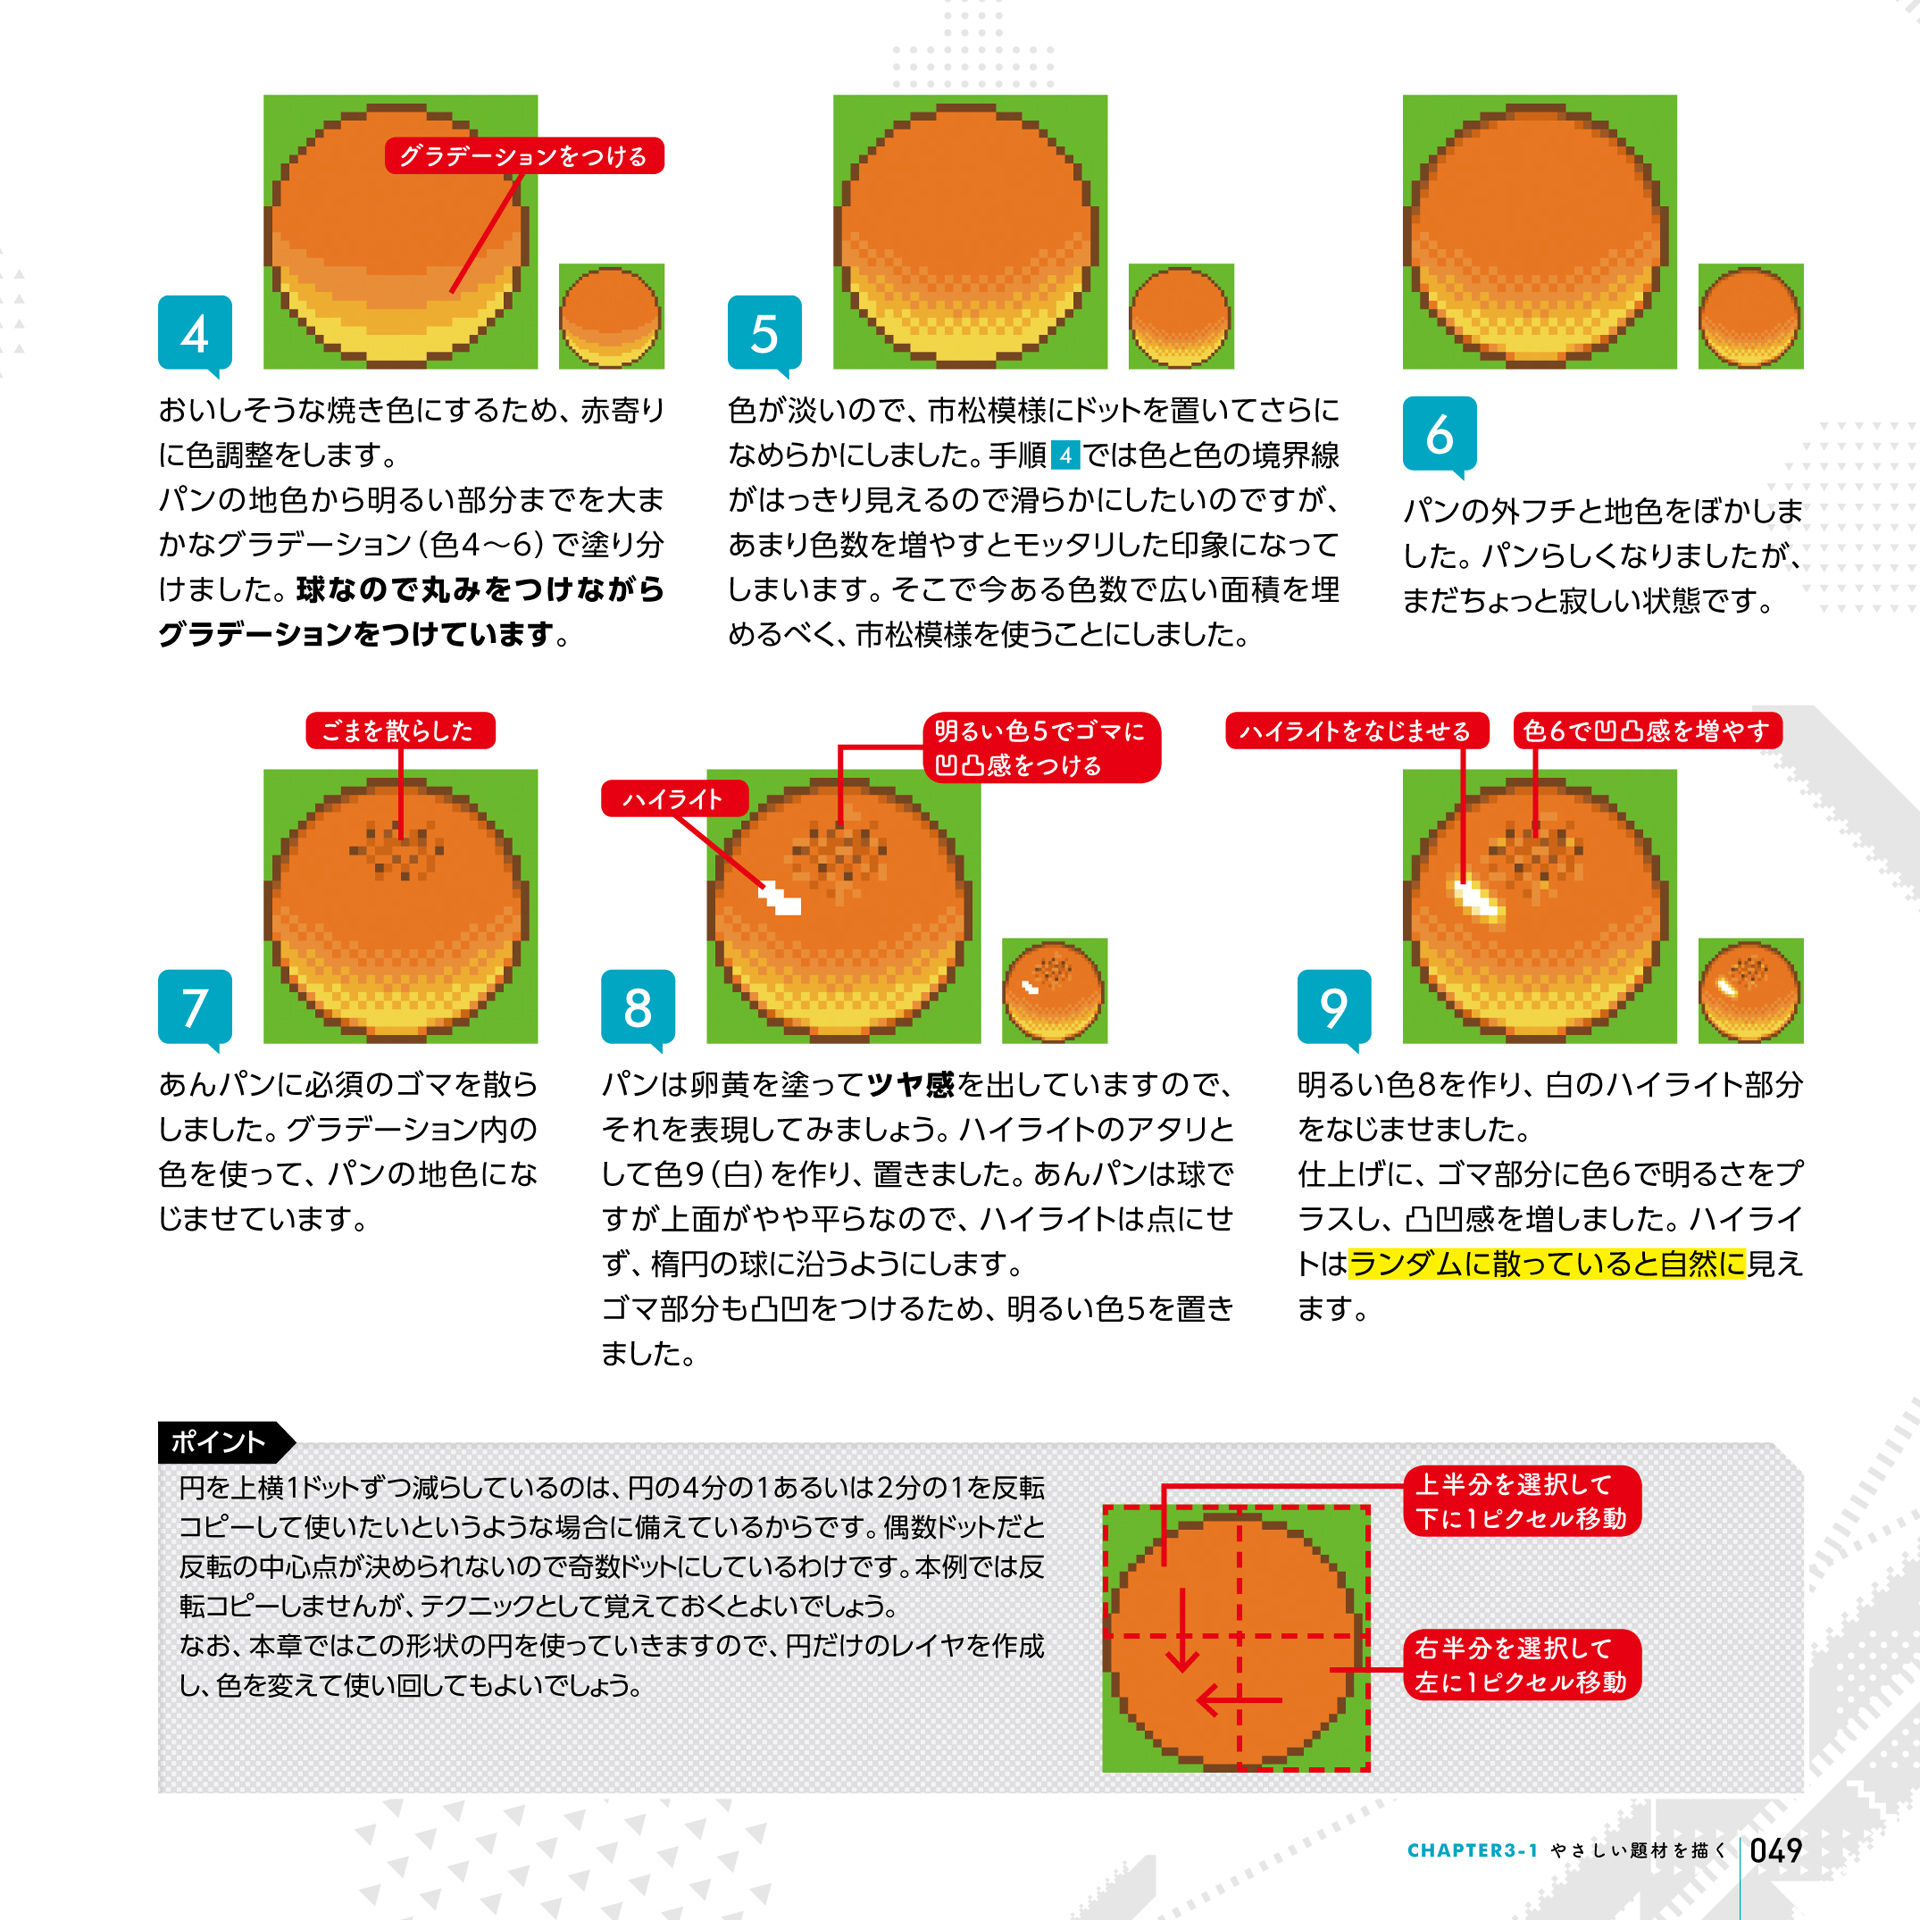 グラデーションをつける
4
おいしそうな焼き色にするため、赤寄り
に色調整をします。
パンの地色から明るい部分までを大ま
かなグラデーション（色4〜6）で塗り分
けました。球なので丸みをつけながら
グラデーションをつけています。
5
色が淡いので、市松模様にドットを置いてさらに
なめらかにしました。手順4では色と色の境界線
がはっきり見えるので滑らかにしたいのですが、
あまり色数を増やすとモッタリした印象になって
しまいます。そこで今ある色数で広い面積を埋
めるべく、市松模様を使うことにしました。
6
パンの外フチと地色をぼかしま
した。パンらしくなりましたが、
まだちょっと寂しい状態です。
ごまを散らした
7
あんパンに必須のゴマを散ら
しました。グラデーション内の
色を使って、パンの地色にな
じませています。
明るい色5でゴマに
凹凸感をつける
ハイライト
8
パンは卵黄を塗ってツヤ感を出していますので、
それを表現してみましょう。ハイライトのアタリと
して色9（白）を作り、置きました。あんパンは球で
すが上面がやや平らなので、ハイライトは点にせ
ず、楕円の球に沿うようにします。
ゴマ部分も凸凹をつけるため、明るい色5を置き
ました。
ハイライトをなじませる
色6で凹凸感を増やす
9
明るい色8を作り、白のハイライト部分
をなじませました。
仕上げに、ゴマ部分に色6で明るさをプ
ラスし、凸凹感を増しました。ハイライ
トはランダムに散っていると自然に見え
ます。
ポイント
円を上横1ドットずつ減らしているのは、円の4分の1あるいは2分の1を反転
コピーして使いたいというような場合に備えているからです。偶数ドットだと
反転の中心点が決められないので奇数ドットにしているわけです。本例では反
転コピーしませんが、テクニックとして覚えておくとよいでしょう。
なお、本章ではこの形状の円を使っていきますので、円だけのレイヤを作成
し、色を変えて使い回してもよいでしょう。
上半分を選択して
下に1ピクセル移動
右半分を選択して
左に1ピクセル移動
CHAPTER3-1 やさしい題材を描く 049